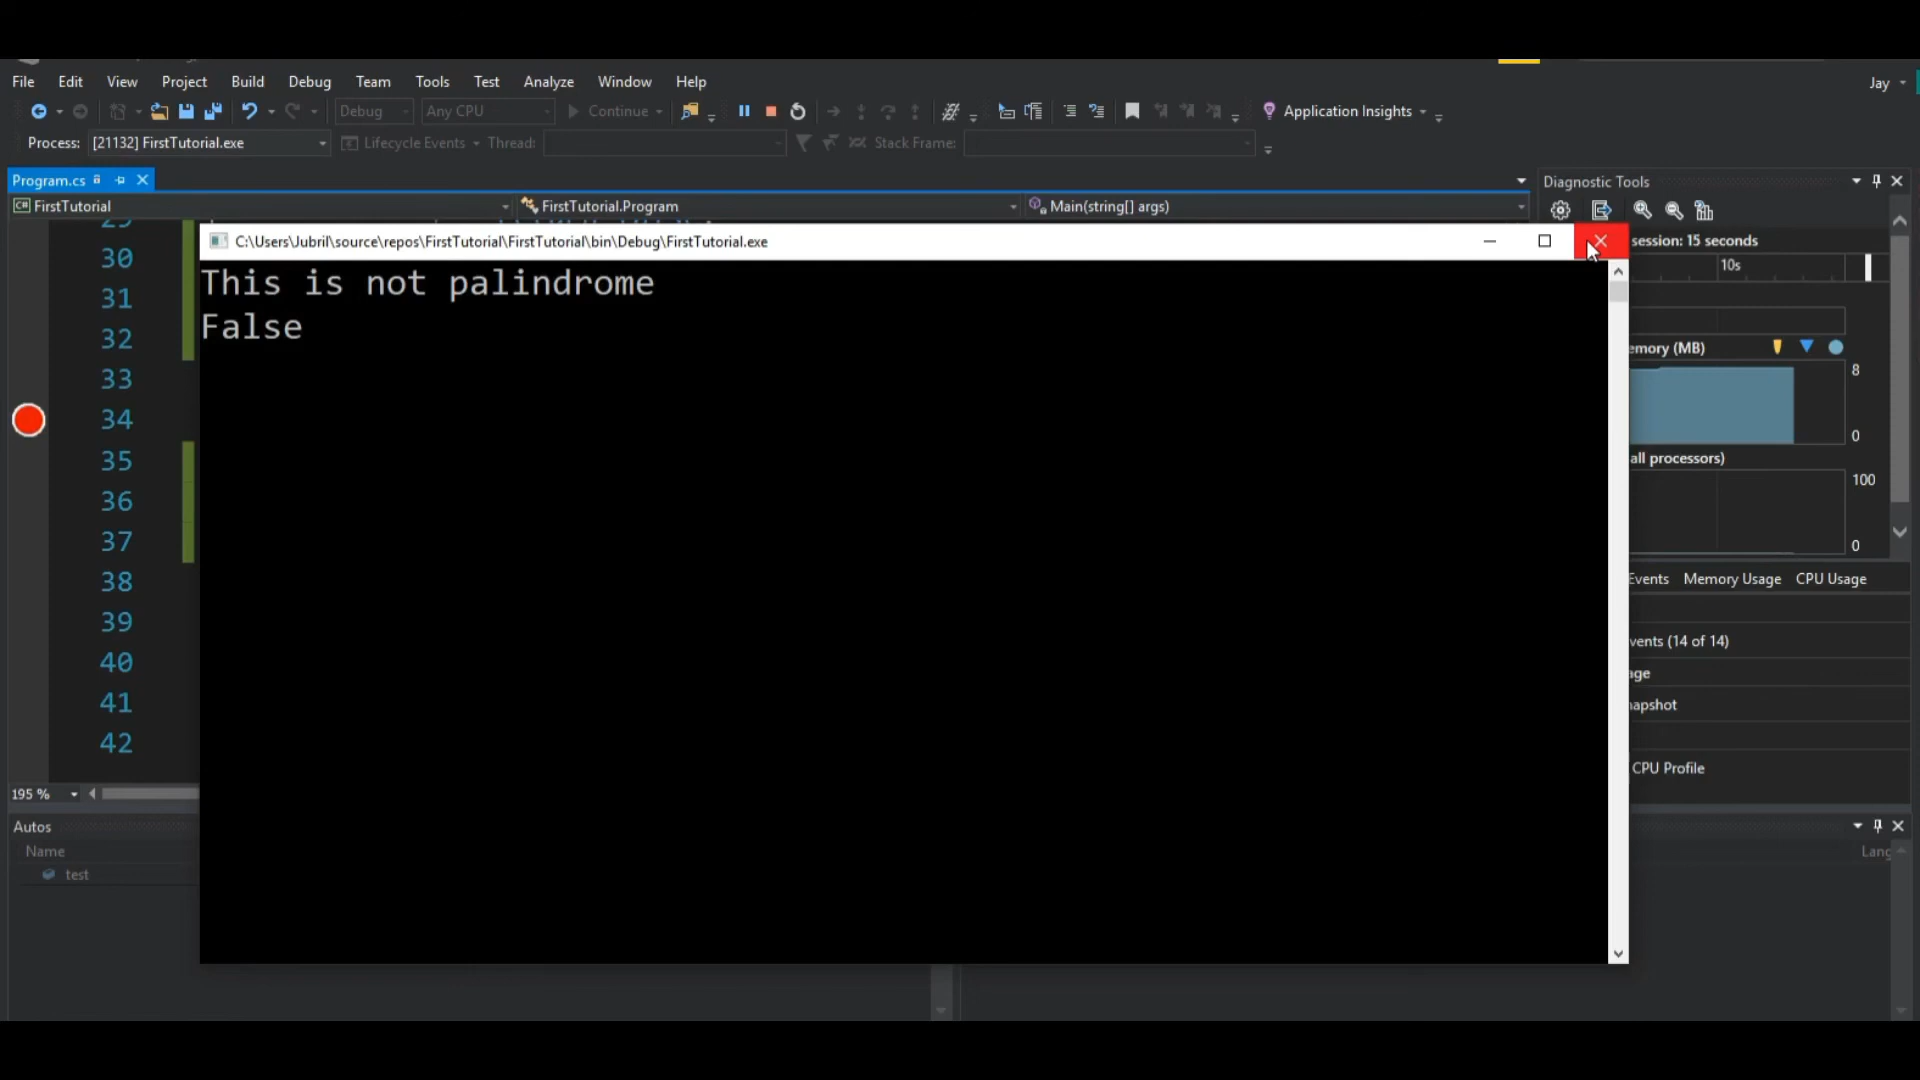 File Edit View Project Build Debug Team Tools Test Analyze Window Help
Jay
Debug Any CPU Continue Application Insights
Process: [21132] FirstTutorial.exe Lifecycle Events Thread: Stack Frame:
Program.cs
Diagnostic Tools
FirstTutorial FirstTutorial.Program Main(string[] args)
29
C:\Users\Jubril\source\repos\FirstTutorial\FirstTutorial\bin\Debug\FirstTutorial.exe
session: 15 seconds
30
10s
This is not palindrome
31
False
32
emory (MB)
8
33
34
0
all processors)
35
100
36
37
0
38
Events Memory Usage CPU Usage
39
vents (14 of 14)
40
age
41
napshot
42
CPU Profile
195 %
Autos
Name
Lang
test